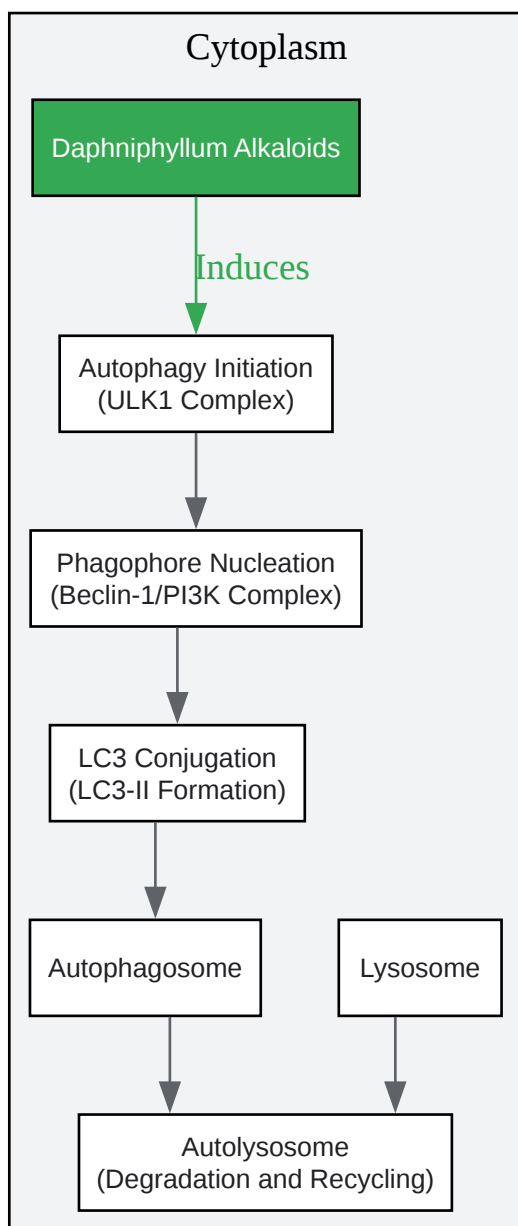 Cytoplasm
Daphniphyllum Alkaloids
Induces
Autophagy Initiation
(ULK1 Complex)
Phagophore Nucleation
(Beclin-1/PI3K Complex)
LC3 Conjugation
(LC3-II Formation)
Autophagosome
Lysosome
Autolysosome
(Degradation and Recycling)